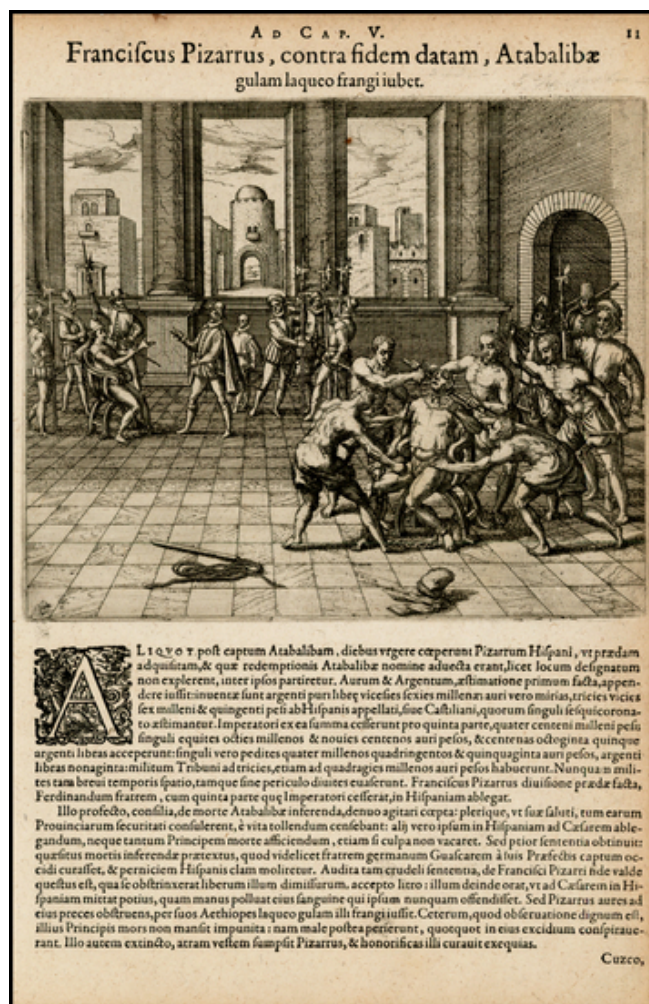 AD CAP. V.
11
Franciſcus Pizarrus, contra fidem datam, Atabalibæ
gulam laqueo frangi iubet.
ALIQVOT poſt captum Atabalibam, diebus vrgere cœperunt Pizarrum Hiſpani, vt prædam
adquiſitam, & quæ redemptionis Atabalibæ nomine aduecta erant, licet locum deſignatum
non explerent, inter ipſos partiretur. Aurum & Argentum, æſtimatione primum facta, appen-
dere iuſſit: inuentæ ſunt argenti puri libræ viceſies ſexies millenæ: auri vero mirias, tricies vicies
ſex milleni & quingenti peſi ab Hiſpanis appellati, ſiue Caſtiliani, quorum ſinguli ſeſquicorona-
to æſtimantur. Imperatori ex ea ſumma ceſſerunt pro quinta parte, quater centeni milleni peſi:
ſinguli equites octies millenos & nouies centenos auri peſos, & centenas octoginta quinque
argenti libras acceperunt: ſinguli vero pedites quater millenos quadringentos & quinquaginta auri peſos, argenti
libras nonaginta: militum Tribuni ad tricies, etiam ad quadragies millenos auri peſos habuerunt. Nunquam mili-
tes tam breui temporis ſpatio, tamque ſine periculo diuites euaſerunt. Franciſcus Pizarrus diuiſione prædæ facta,
Ferdinandum fratrem, cum quinta parte quę Imperatori ceſſerat, in Hiſpaniam ablegat.
Illo profecto, conſilia, de morte Atabalibæ inferenda, denuo agitari cœpta: plerique, vt ſuæ ſaluti, tum earum
Prouinciarum ſecuritati conſulerent, è vita tollendum cenſebant: alij vero ipſum in Hiſpaniam ad Cæſarem able-
gandum, neque tantum Principem morte afficiendum, etiam ſi culpa non vacaret. Sed prior ſententia obtinuit:
quæſitus mortis inferendæ prætextus, quod videlicet fratrem germanum Guaſcarem à ſuis Præfectis captum oc-
cidi curaſſet, & perniciem Hiſpanis clam moliretur. Audita tam crudeli ſententia, de Franciſci Pizarri fide valde
queſtus eſt, qua ſe obſtrinxerat liberum illum dimiſſurum, accepto litro: illum deinde orat, vt ad Cæſarem in Hi-
ſpaniam mittat potius, quam manus polluat eius ſanguine qui ipſum nunquam offendiſſet. Sed Pizarus aures ad
eius preces obſtruens, per ſuos Aethiopes laqueo gulam illi frangi iuſſit. Ceterum, quod obſeruatione dignum eſt,
illius Principis mors non manſit impunita: nam male poſtea perierunt, quotquot in eius excidium conſpiraue-
rant. Illo autem extincto, atram veſtem ſumpſit Pizarrus, & honorificas illi curauit exequias.
Cuzco,